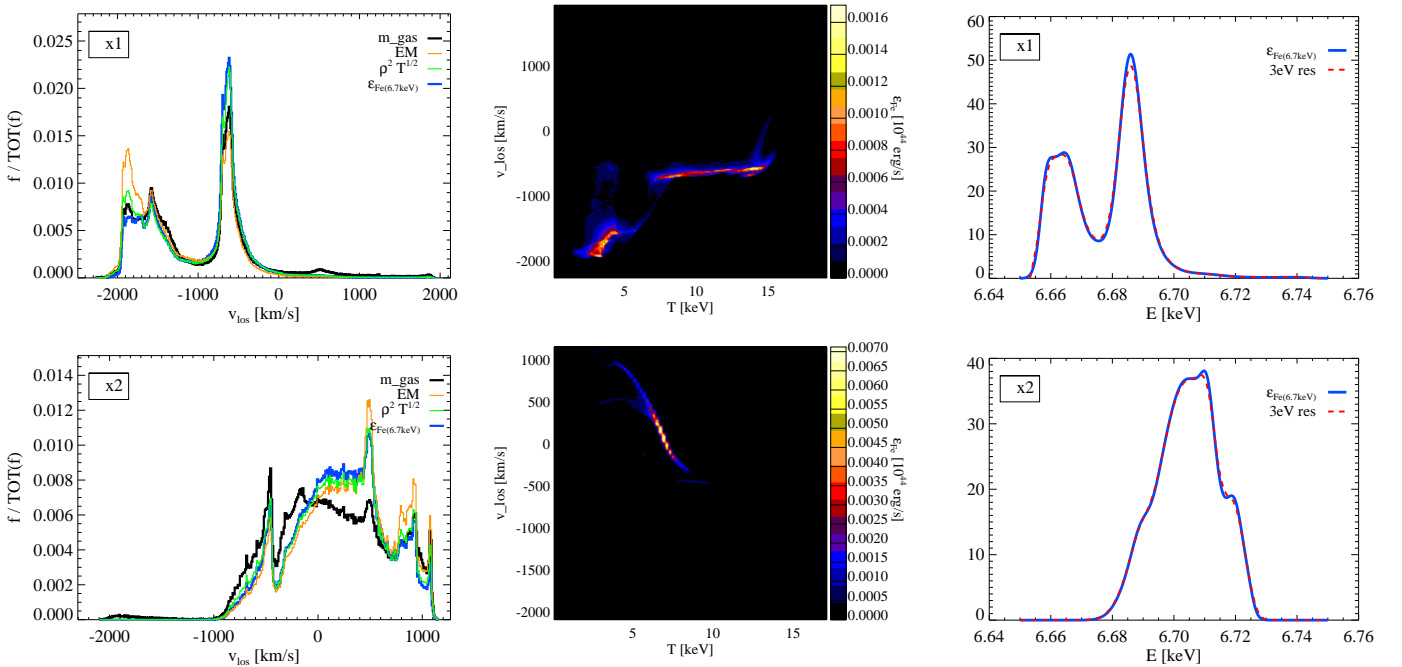 x1
m_gas
EM
ρ² T^1/2
ε_Fe(6.7keV)
f / TOT(f)
0.025
0.020
0.015
0.010
0.005
0.000
-2000 -1000 0 1000 2000
v_los [km/s]
v_los [km/s]
1000
0
-1000
-2000
5 10 15
T [keV]
0.0016
0.0014
0.0012
0.0010
0.0008
0.0006
0.0004
0.0002
0.0000
ε_Fe [10^44 erg/s]
x1
ε_Fe(6.7keV)
3eV res
60
50
40
30
20
10
0
6.64 6.66 6.68 6.70 6.72 6.74 6.76
E [keV]
x2
m_gas
EM
ρ² T^1/2
ε_Fe(6.7keV)
f / TOT(f)
0.014
0.012
0.010
0.008
0.006
0.004
0.002
0.000
-2000 -1000 0 1000
v_los [km/s]
v_los [km/s]
1000
500
0
-500
-1000
-1500
-2000
5 10 15
T [keV]
0.0070
0.0065
0.0060
0.0055
0.0050
0.0045
0.0040
0.0035
0.0030
0.0025
0.0020
0.0015
0.0010
0.0005
0.0000
ε_Fe [10^44 erg/s]
x2
ε_Fe(6.7keV)
3eV res
40
30
20
10
0
6.64 6.66 6.68 6.70 6.72 6.74 6.76
E [keV]